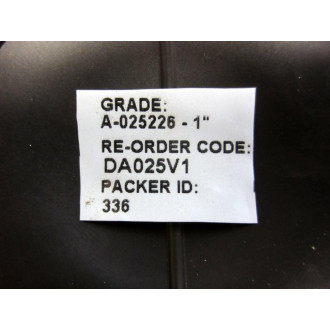 GRADE:
A-025226 - 1"
RE-ORDER CODE:
DA025V1
PACKER ID:
336